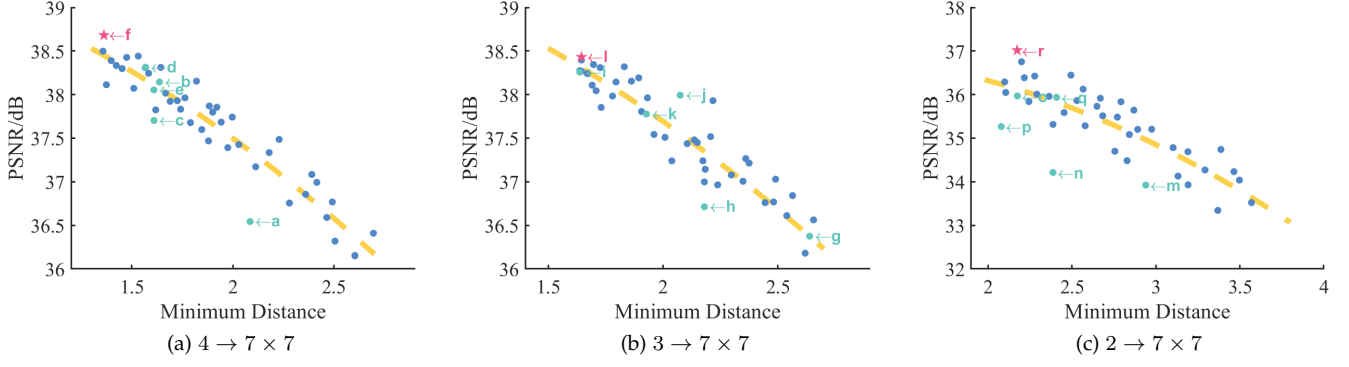 39
38.5
38
37.5
37
36.5
36
PSNR/dB
←f
←d
←b
←e
←c
←a
1.5 2 2.5
Minimum Distance
(a) 4 → 7 × 7
39
38.5
38
37.5
37
36.5
36
PSNR/dB
←l
←i
←j
←k
←h
←g
1.5 2 2.5
Minimum Distance
(b) 3 → 7 × 7
38
37
36
35
34
33
32
PSNR/dB
←r
←o
←q
←p
←n
←m
2 2.5 3 3.5 4
Minimum Distance
(c) 2 → 7 × 7